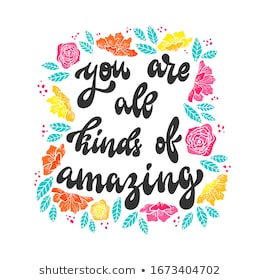 you are
all
kinds of
amazing
shutterstock.com • 1673404702